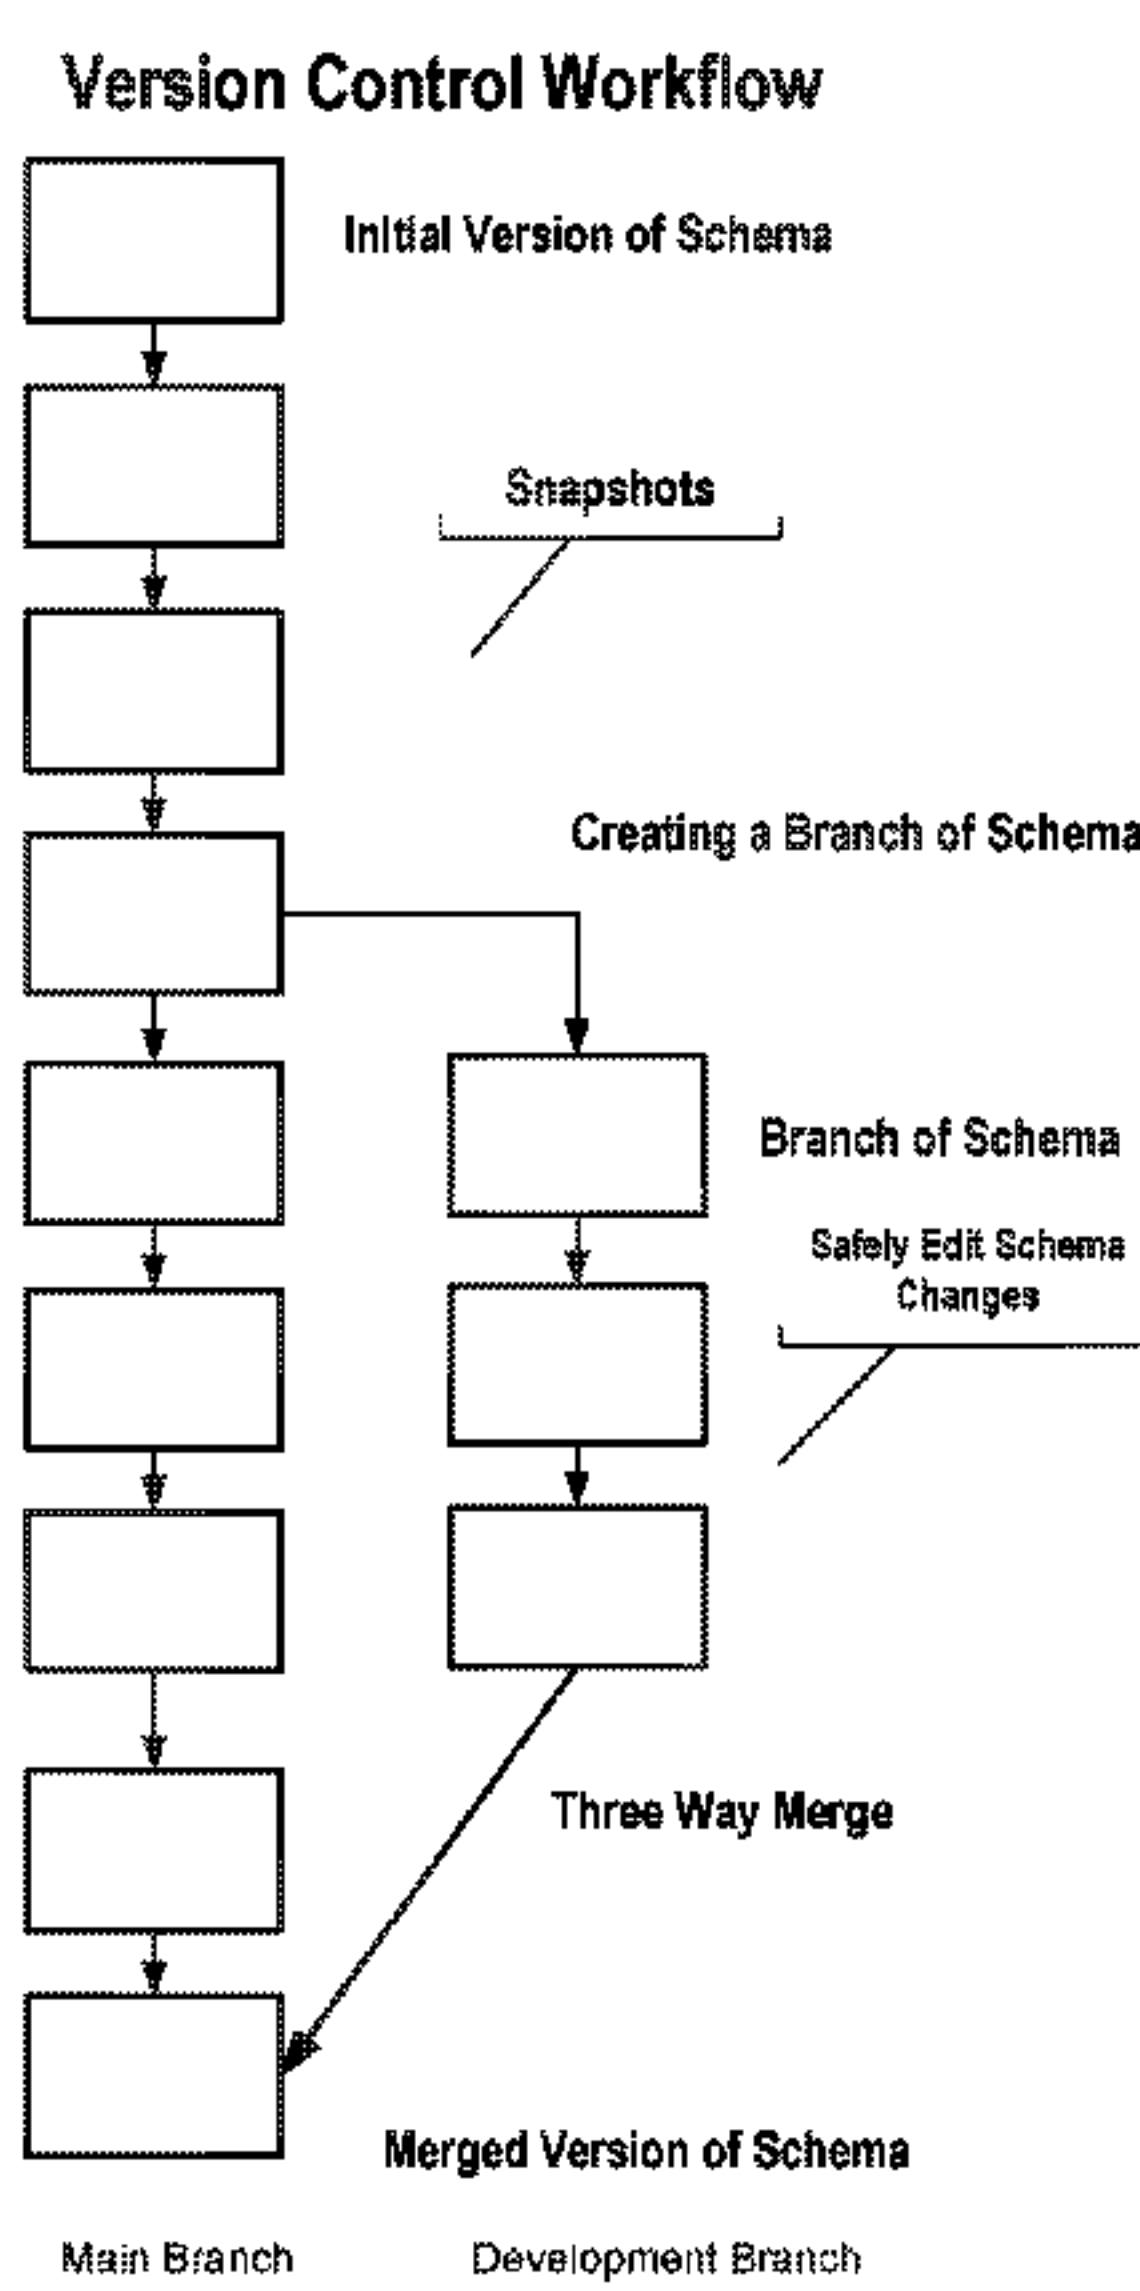 Version Control Workflow
Initial Version of Schema
Snapshots
Creating a Branch of Schema
Branch of Schema
Safely Edit Schema
Changes
Three Way Merge
Merged Version of Schema
Main Branch
Development Branch